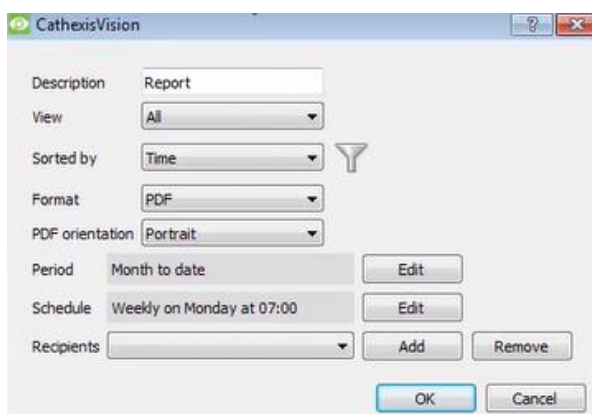 CathexisVision
Description Report
View All
Sorted by Time
Format PDF
PDF orientation Portrait
Period Month to date Edit
Schedule Weekly on Monday at 07:00 Edit
Recipients Add Remove
OK Cancel